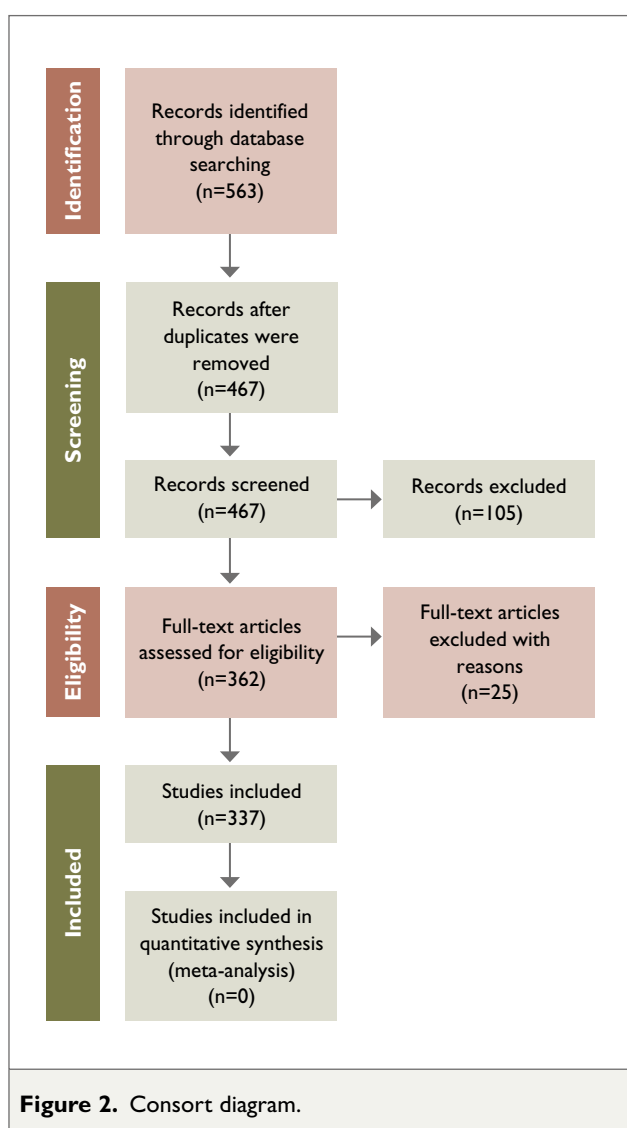 Identification
Records identified
through database
searching
(n=563)
Screening
Records after
duplicates were
removed
(n=467)
Records screened
(n=467)
Records excluded
(n=105)
Eligibility
Full-text articles
assessed for eligibility
(n=362)
Full-text articles
excluded with
reasons
(n=25)
Included
Studies included
(n=337)
Studies included in
quantitative synthesis
(meta-analysis)
(n=0)
Figure 2. Consort diagram.